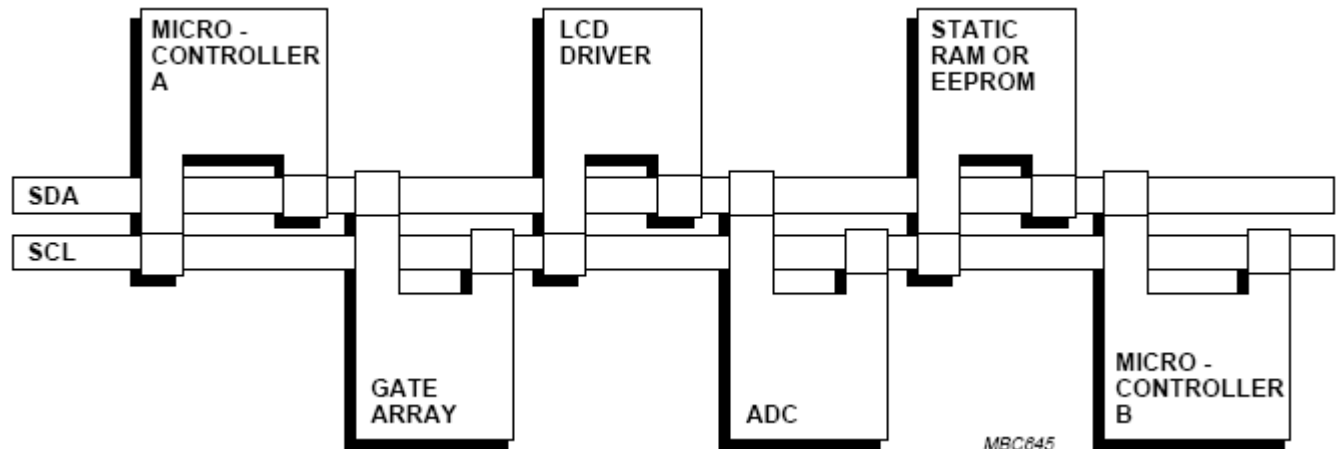 MICRO -
CONTROLLER
A
LCD
DRIVER
STATIC
RAM OR
EEPROM
SDA
SCL
GATE
ARRAY
ADC
MICRO -
CONTROLLER
B
MBC645